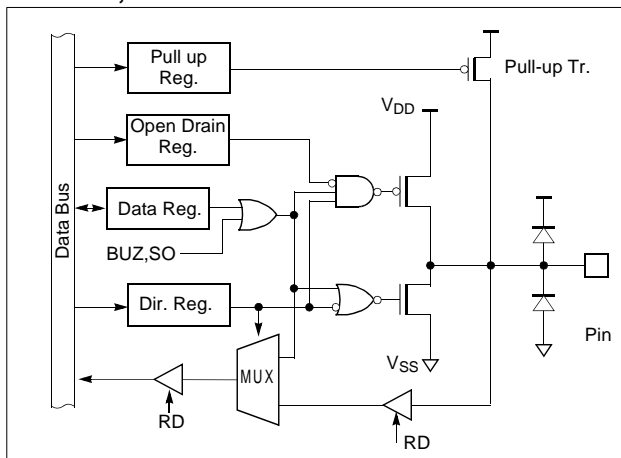 Pull up
Reg.
Pull-up Tr.
VDD
Open Drain
Reg.
Data Bus
Data Reg.
BUZ,SO
Dir. Reg.
Pin
VSS
MUX
RD
RD